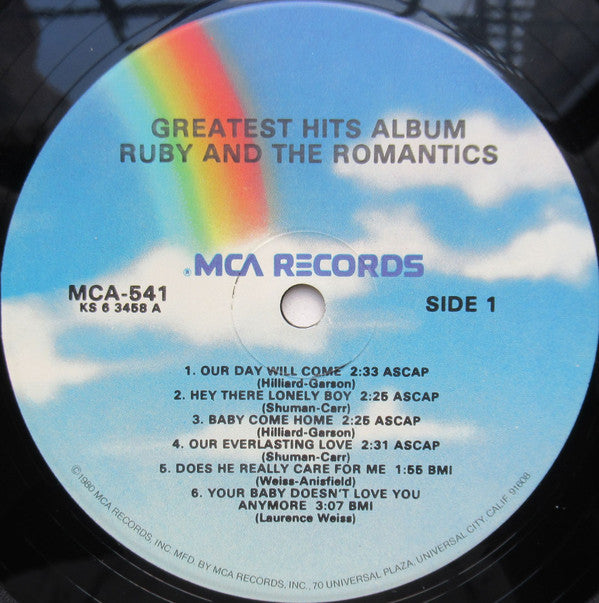 GREATEST HITS ALBUM
RUBY AND THE ROMANTICS
®MCA RECORDS
MCA-541
KS 6 3458 A
SIDE 1
1. OUR DAY WILL COME 2:33 ASCAP
(Hilliard-Garson)
2. HEY THERE LONELY BOY 2:25 ASCAP
(Shuman-Carr)
3. BABY COME HOME 2:25 ASCAP
(Hilliard-Garson)
4. OUR EVERLASTING LOVE 2:31 ASCAP
(Shuman-Carr)
5. DOES HE REALLY CARE FOR ME 1:55 BMI
(Weiss-Anisfield)
6. YOUR BABY DOESN'T LOVE YOU
ANYMORE 3:07 BMI
(Laurence Weiss)
©1980 MCA RECORDS, INC. MFD. BY MCA RECORDS, INC., 70 UNIVERSAL PLAZA, UNIVERSAL CITY, CALIF. 91608